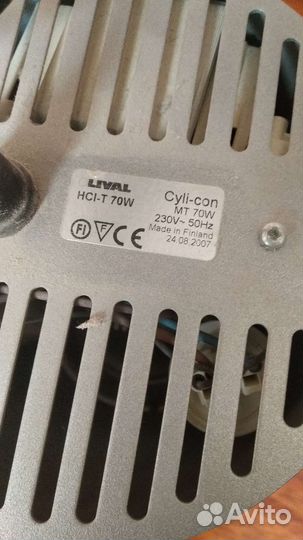 LIVAL
HCI-T 70W
FI F CE
Cyli-con
MT 70W
230V~ 50Hz
Made in Finland
24.08.2007
Avito